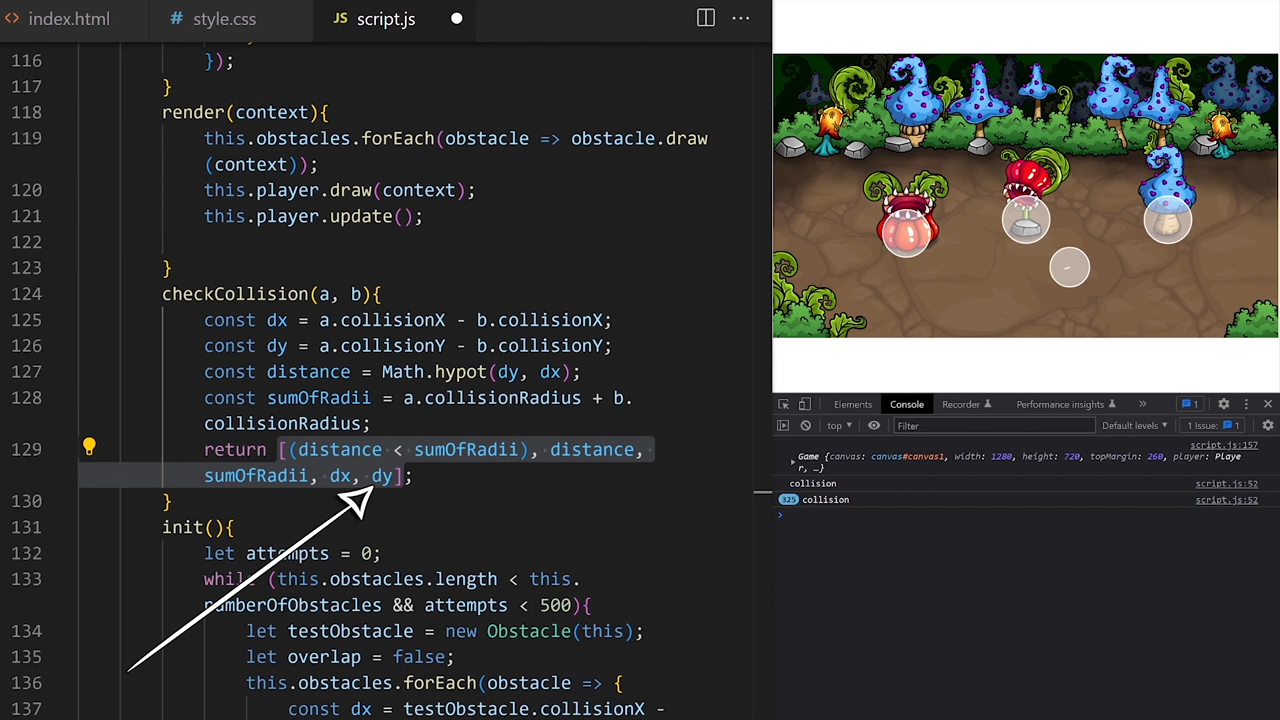 index.html
# style.css
JS script.js
116 });
117 }
118 render(context){
119 this.obstacles.forEach(obstacle => obstacle.draw
(context));
120 this.player.draw(context);
121 this.player.update();
122
123 }
124 checkCollision(a, b){
125 const dx = a.collisionX - b.collisionX;
126 const dy = a.collisionY - b.collisionY;
127 const distance = Math.hypot(dy, dx);
128 const sumOfRadii = a.collisionRadius + b.
collisionRadius;
129 return [(distance < sumOfRadii), distance,
sumOfRadii, dx, dy];
130 }
131 init(){
132 let attempts = 0;
133 while (this.obstacles.length < this.
numberOfObstacles && attempts < 500){
134 let testObstacle = new Obstacle(this);
135 let overlap = false;
136 this.obstacles.forEach(obstacle => {
137 const dx = testObstacle.collisionX -
Elements Console Recorder Performance insights » 1
top ▾ Filter Default levels ▾ 1 Issue: 1
script.js:157
Game {canvas: canvas#canvas1, width: 1280, height: 720, topMargin: 260, player: Playe
r, …}
collision script.js:52
325 collision script.js:52